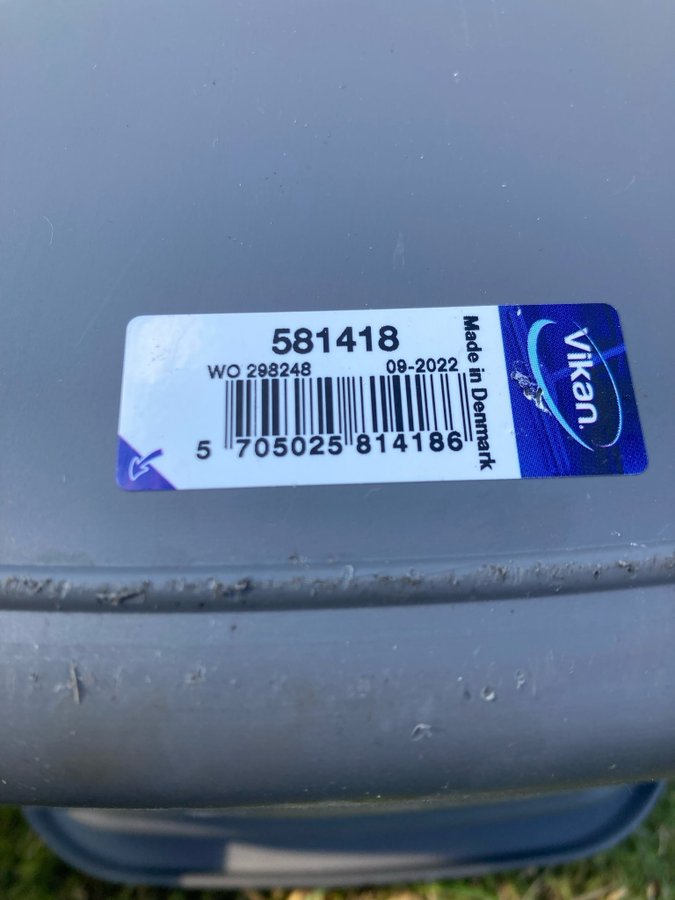 581418
WO 298248 09-2022
5 705025 814186
Made in Denmark
Vikan.